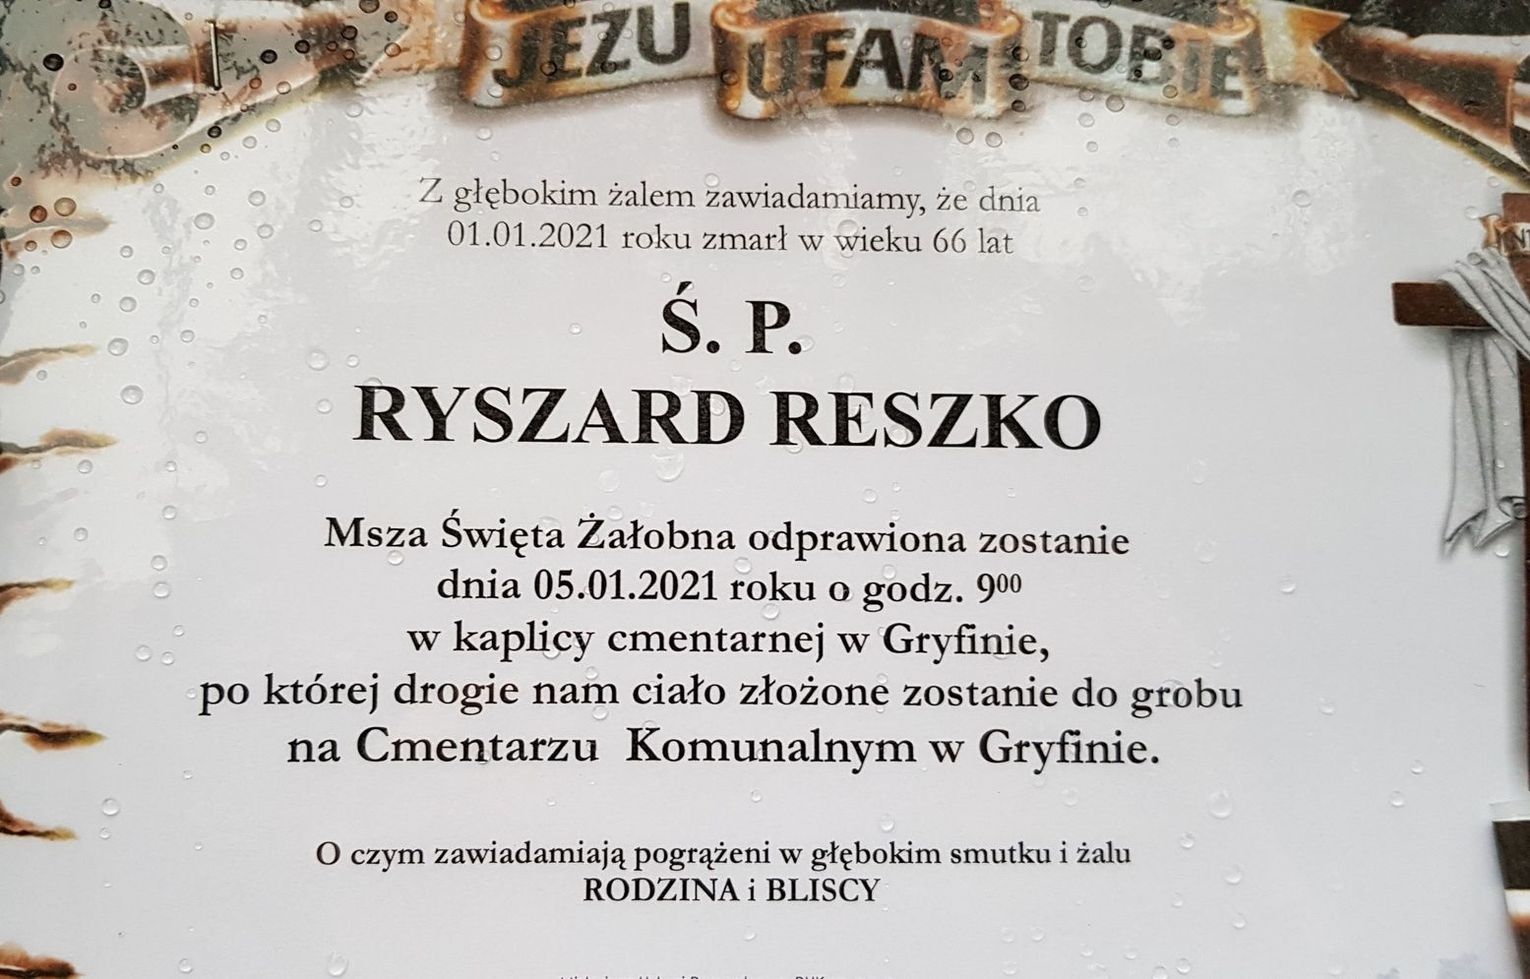 JEZU UFAM TOBIE
Z głębokim żalem zawiadamiamy, że dnia
01.01.2021 roku zmarł w wieku 66 lat
Ś. P.
RYSZARD RESZKO
Msza Święta Żałobna odprawiona zostanie
dnia 05.01.2021 roku o godz. 9⁰⁰
w kaplicy cmentarnej w Gryfinie,
po której drogie nam ciało złożone zostanie do grobu
na Cmentarzu Komunalnym w Gryfinie.
O czym zawiadamiają pogrążeni w głębokim smutku i żalu
RODZINA i BLISCY